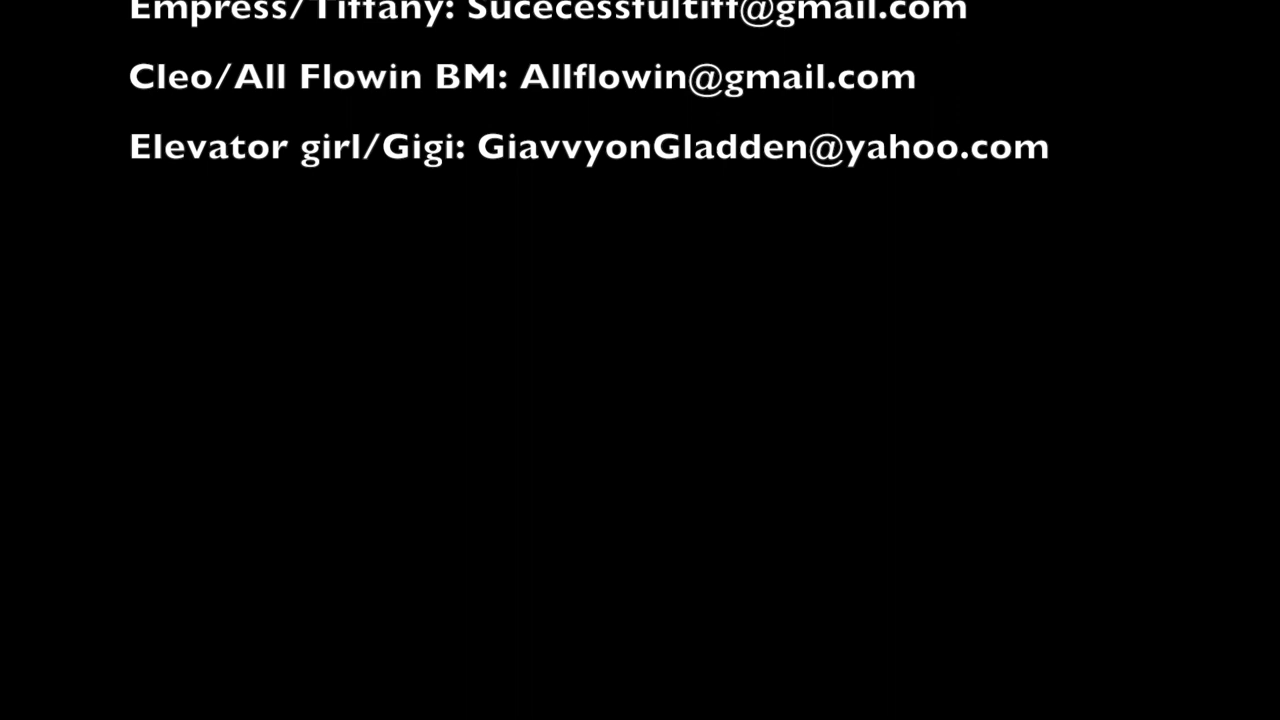 Empress/Tiffany: Sucecessfultiff@gmail.com
Cleo/All Flowin BM: Allflowin@gmail.com
Elevator girl/Gigi: GiavvyonGladden@yahoo.com